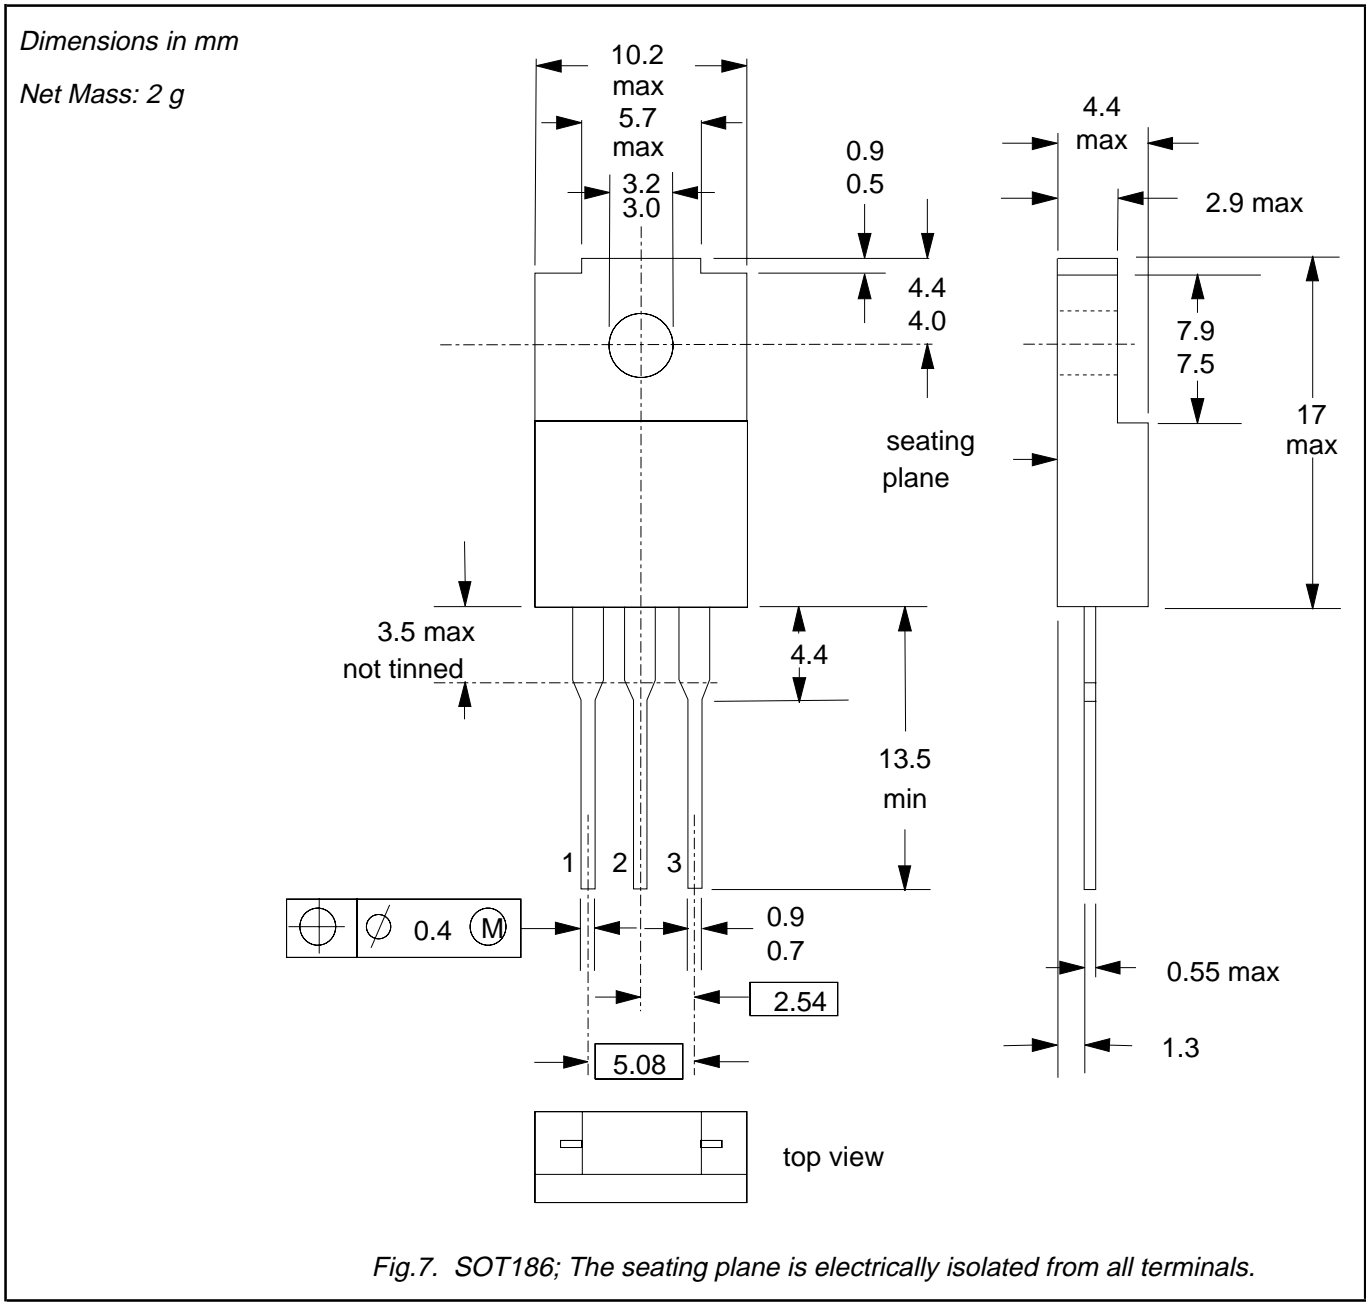 Dimensions in mm
Net Mass: 2 g
10.2
max
5.7
max
3.2
3.0
0.9
0.5
4.4
4.0
4.4
max
2.9 max
7.9
7.5
17
max
seating
plane
3.5 max
not tinned
4.4
13.5
min
1 2 3
0.4 M
0.9
0.7
2.54
5.08
0.55 max
1.3
top view
Fig.7. SOT186; The seating plane is electrically isolated from all terminals.